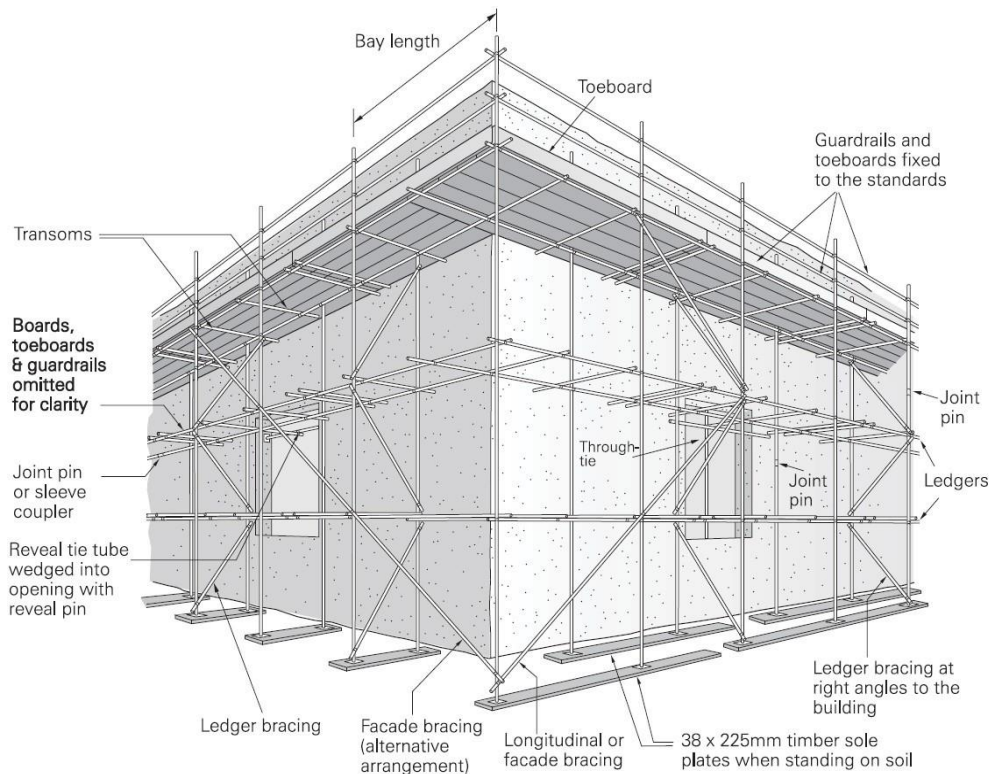 Bay length
Toeboard
Guardrails and
toeboards fixed
to the standards
Transoms
Boards,
toeboards
& guardrails
omitted
for clarity
Joint pin
or sleeve
coupler
Reveal tie tube
wedged into
opening with
reveal pin
Through-
tie
Joint
pin
Joint
pin
Ledgers
Ledger bracing at
right angles to the
building
Ledger bracing
Facade bracing
(alternative
arrangement)
Longitudinal or
facade bracing
38 x 225mm timber sole
plates when standing on soil